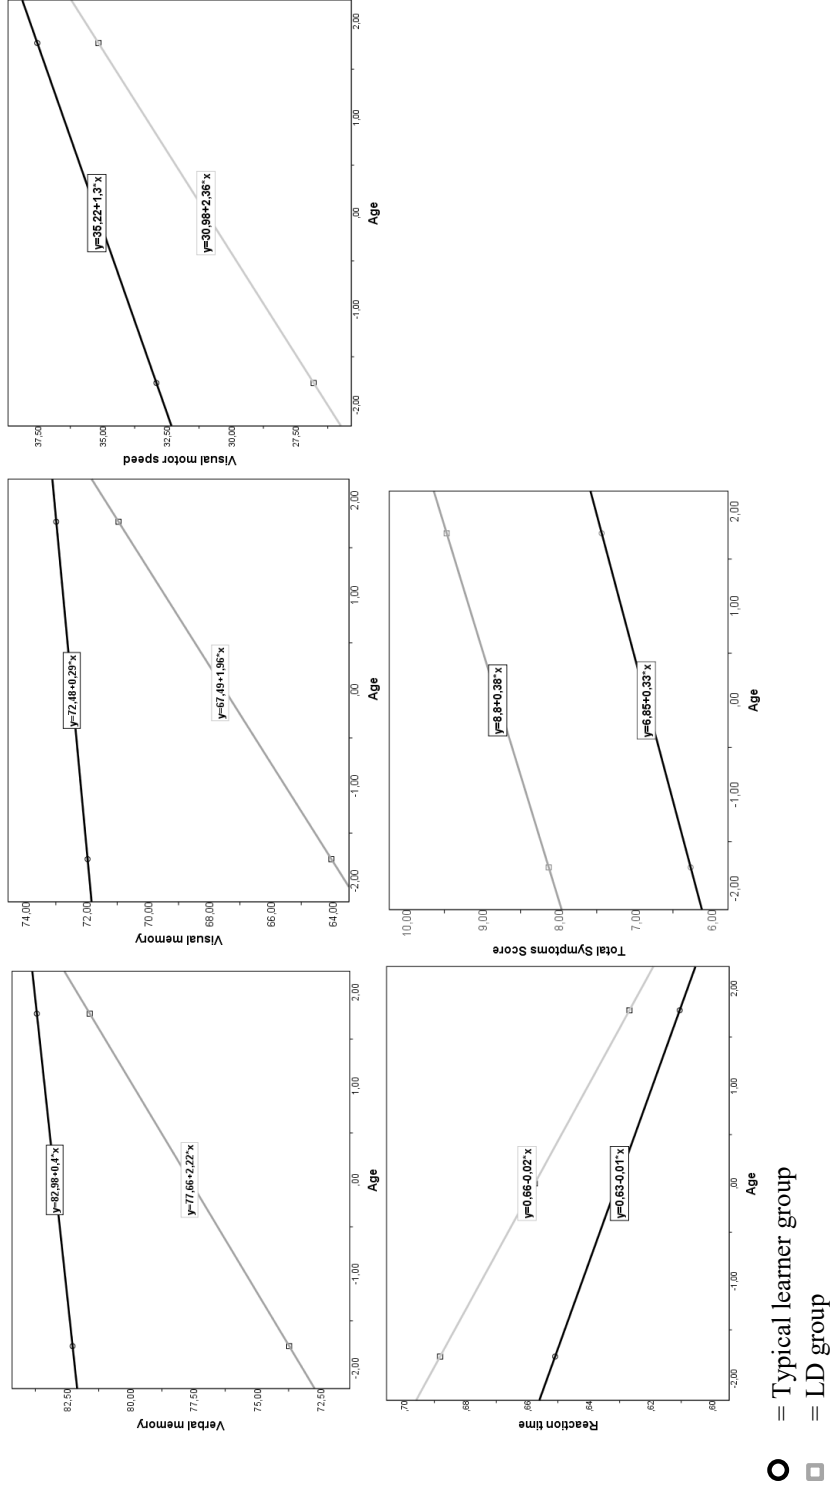 Verbal memory
82,50
80,00
77,50
75,00
72,50
y=82,98+0,4*x
y=77,66+2,22*x
-2,00 -1,00 ,00 1,00 2,00
Age
Visual memory
74,00
72,00
70,00
68,00
66,00
64,00
y=72,48+0,29*x
y=67,49+1,96*x
-2,00 -1,00 ,00 1,00 2,00
Age
Visual motor speed
37,50
35,00
32,50
30,00
27,50
y=35,22+1,3*x
y=30,98+2,36*x
-2,00 -1,00 ,00 1,00 2,00
Age
Reaction time
,70
,68
,66
,64
,62
,60
y=0,66-0,02*x
y=0,63-0,01*x
-2,00 -1,00 ,00 1,00 2,00
Age
Total Symptoms Score
10,00
9,00
8,00
7,00
6,00
y=8,8+0,38*x
y=6,85+0,33*x
-2,00 -1,00 ,00 1,00 2,00
Age
= Typical learner group
= LD group